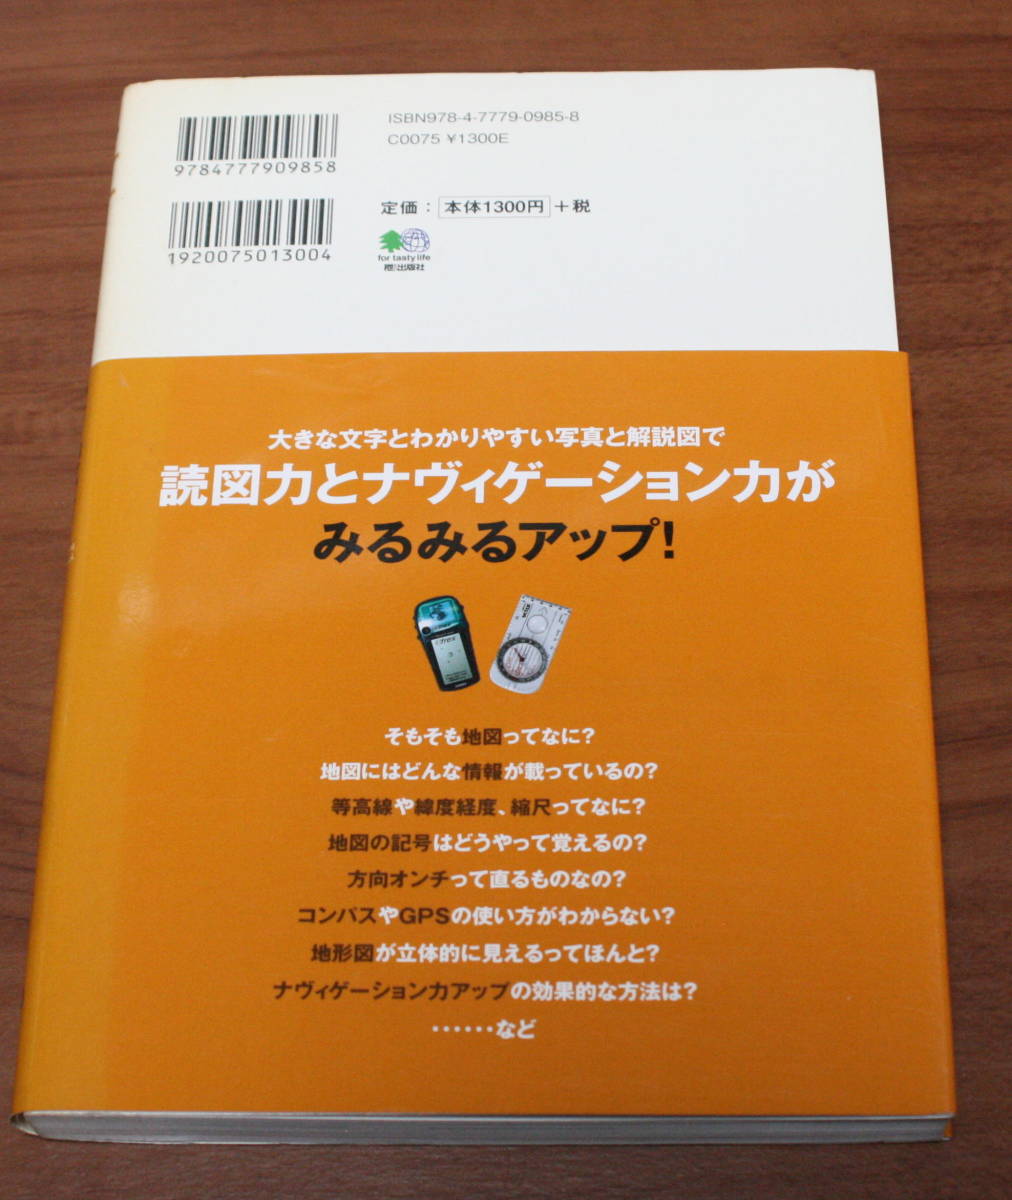 9784777909858
ISBN978-4-7779-0985-8
C0075 ¥1300E
1920075013004
定価：本体1300円＋税
for tasty life
枻出版社
大きな文字とわかりやすい写真と解説図で
読図力とナヴィゲーション力が
みるみるアップ！
そもそも地図ってなに？
地図にはどんな情報が載っているの？
等高線や緯度経度、縮尺ってなに？
地図の記号はどうやって覚えるの？
方向オンチって直るものなの？
コンパスやGPSの使い方がわからない？
地形図が立体的に見えるってほんと？
ナヴィゲーション力アップの効果的な方法は？
……など